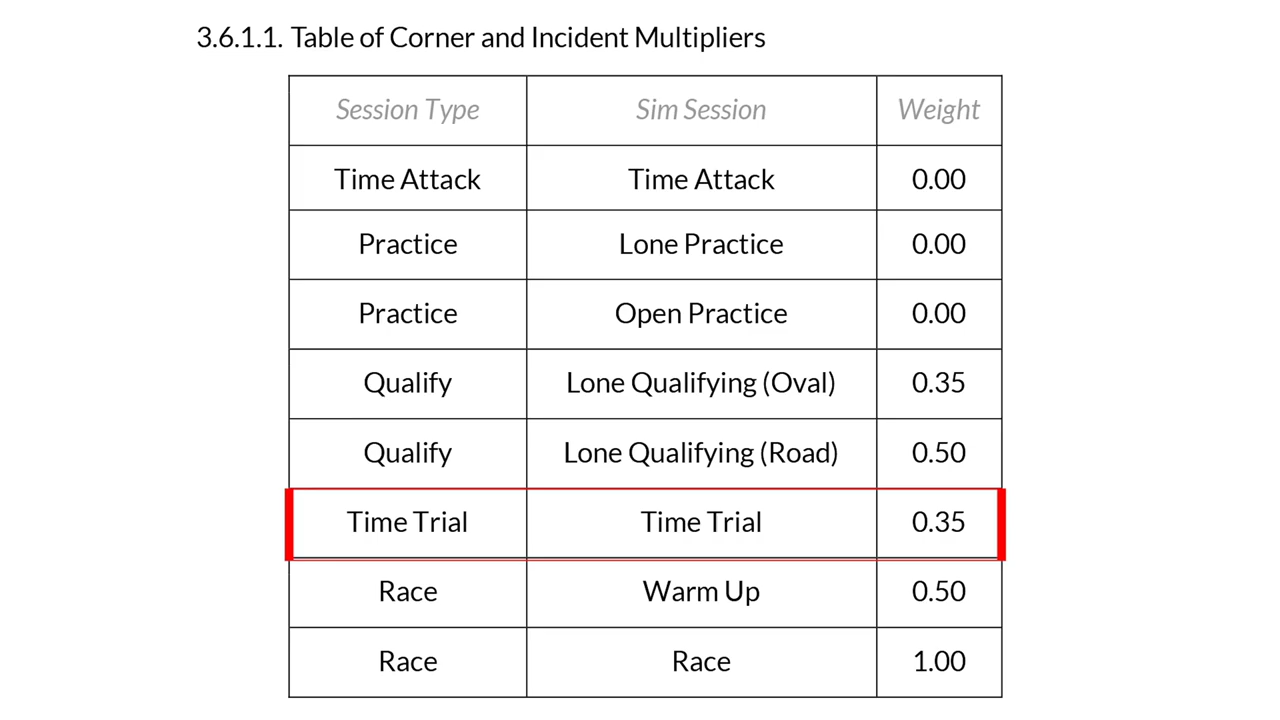 3.6.1.1. Table of Corner and Incident Multipliers
Session Type Sim Session Weight
Time Attack Time Attack 0.00
Practice Lone Practice 0.00
Practice Open Practice 0.00
Qualify Lone Qualifying (Oval) 0.35
Qualify Lone Qualifying (Road) 0.50
Time Trial Time Trial 0.35
Race Warm Up 0.50
Race Race 1.00